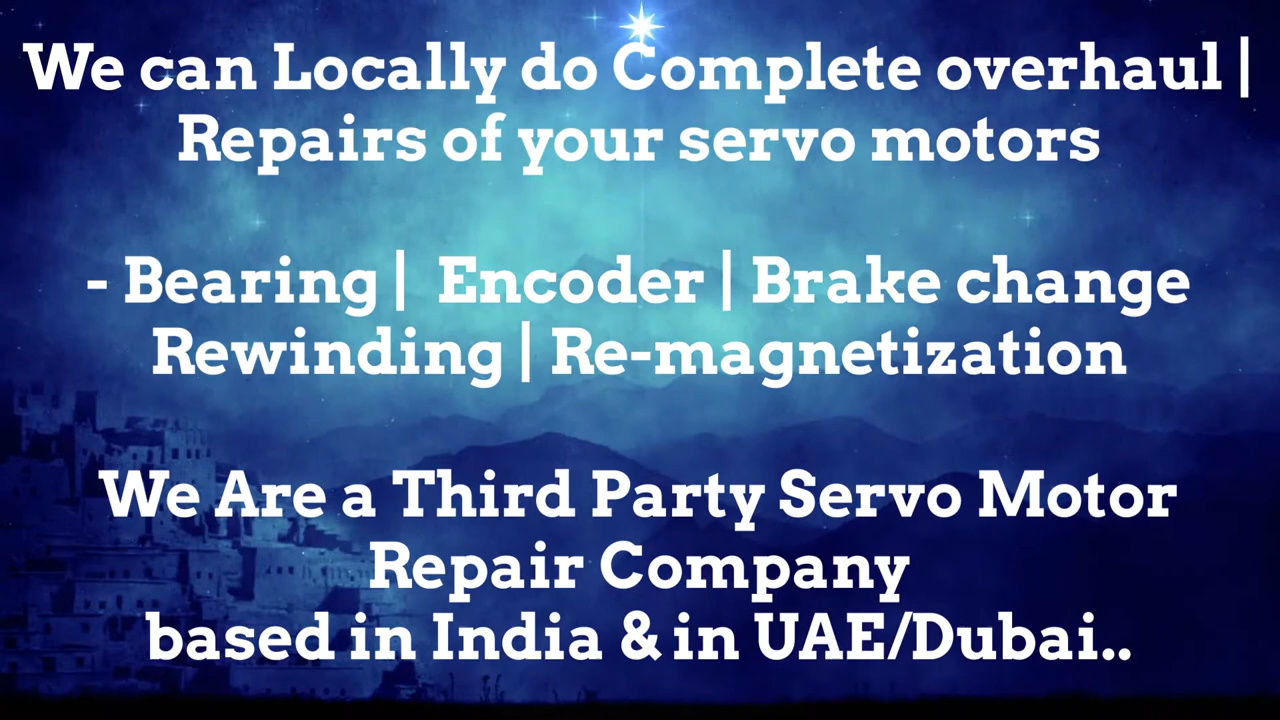 We can Locally do Complete overhaul |
Repairs of your servo motors
- Bearing | Encoder | Brake change
Rewinding | Re-magnetization
We Are a Third Party Servo Motor
Repair Company
based in India & in UAE/Dubai..